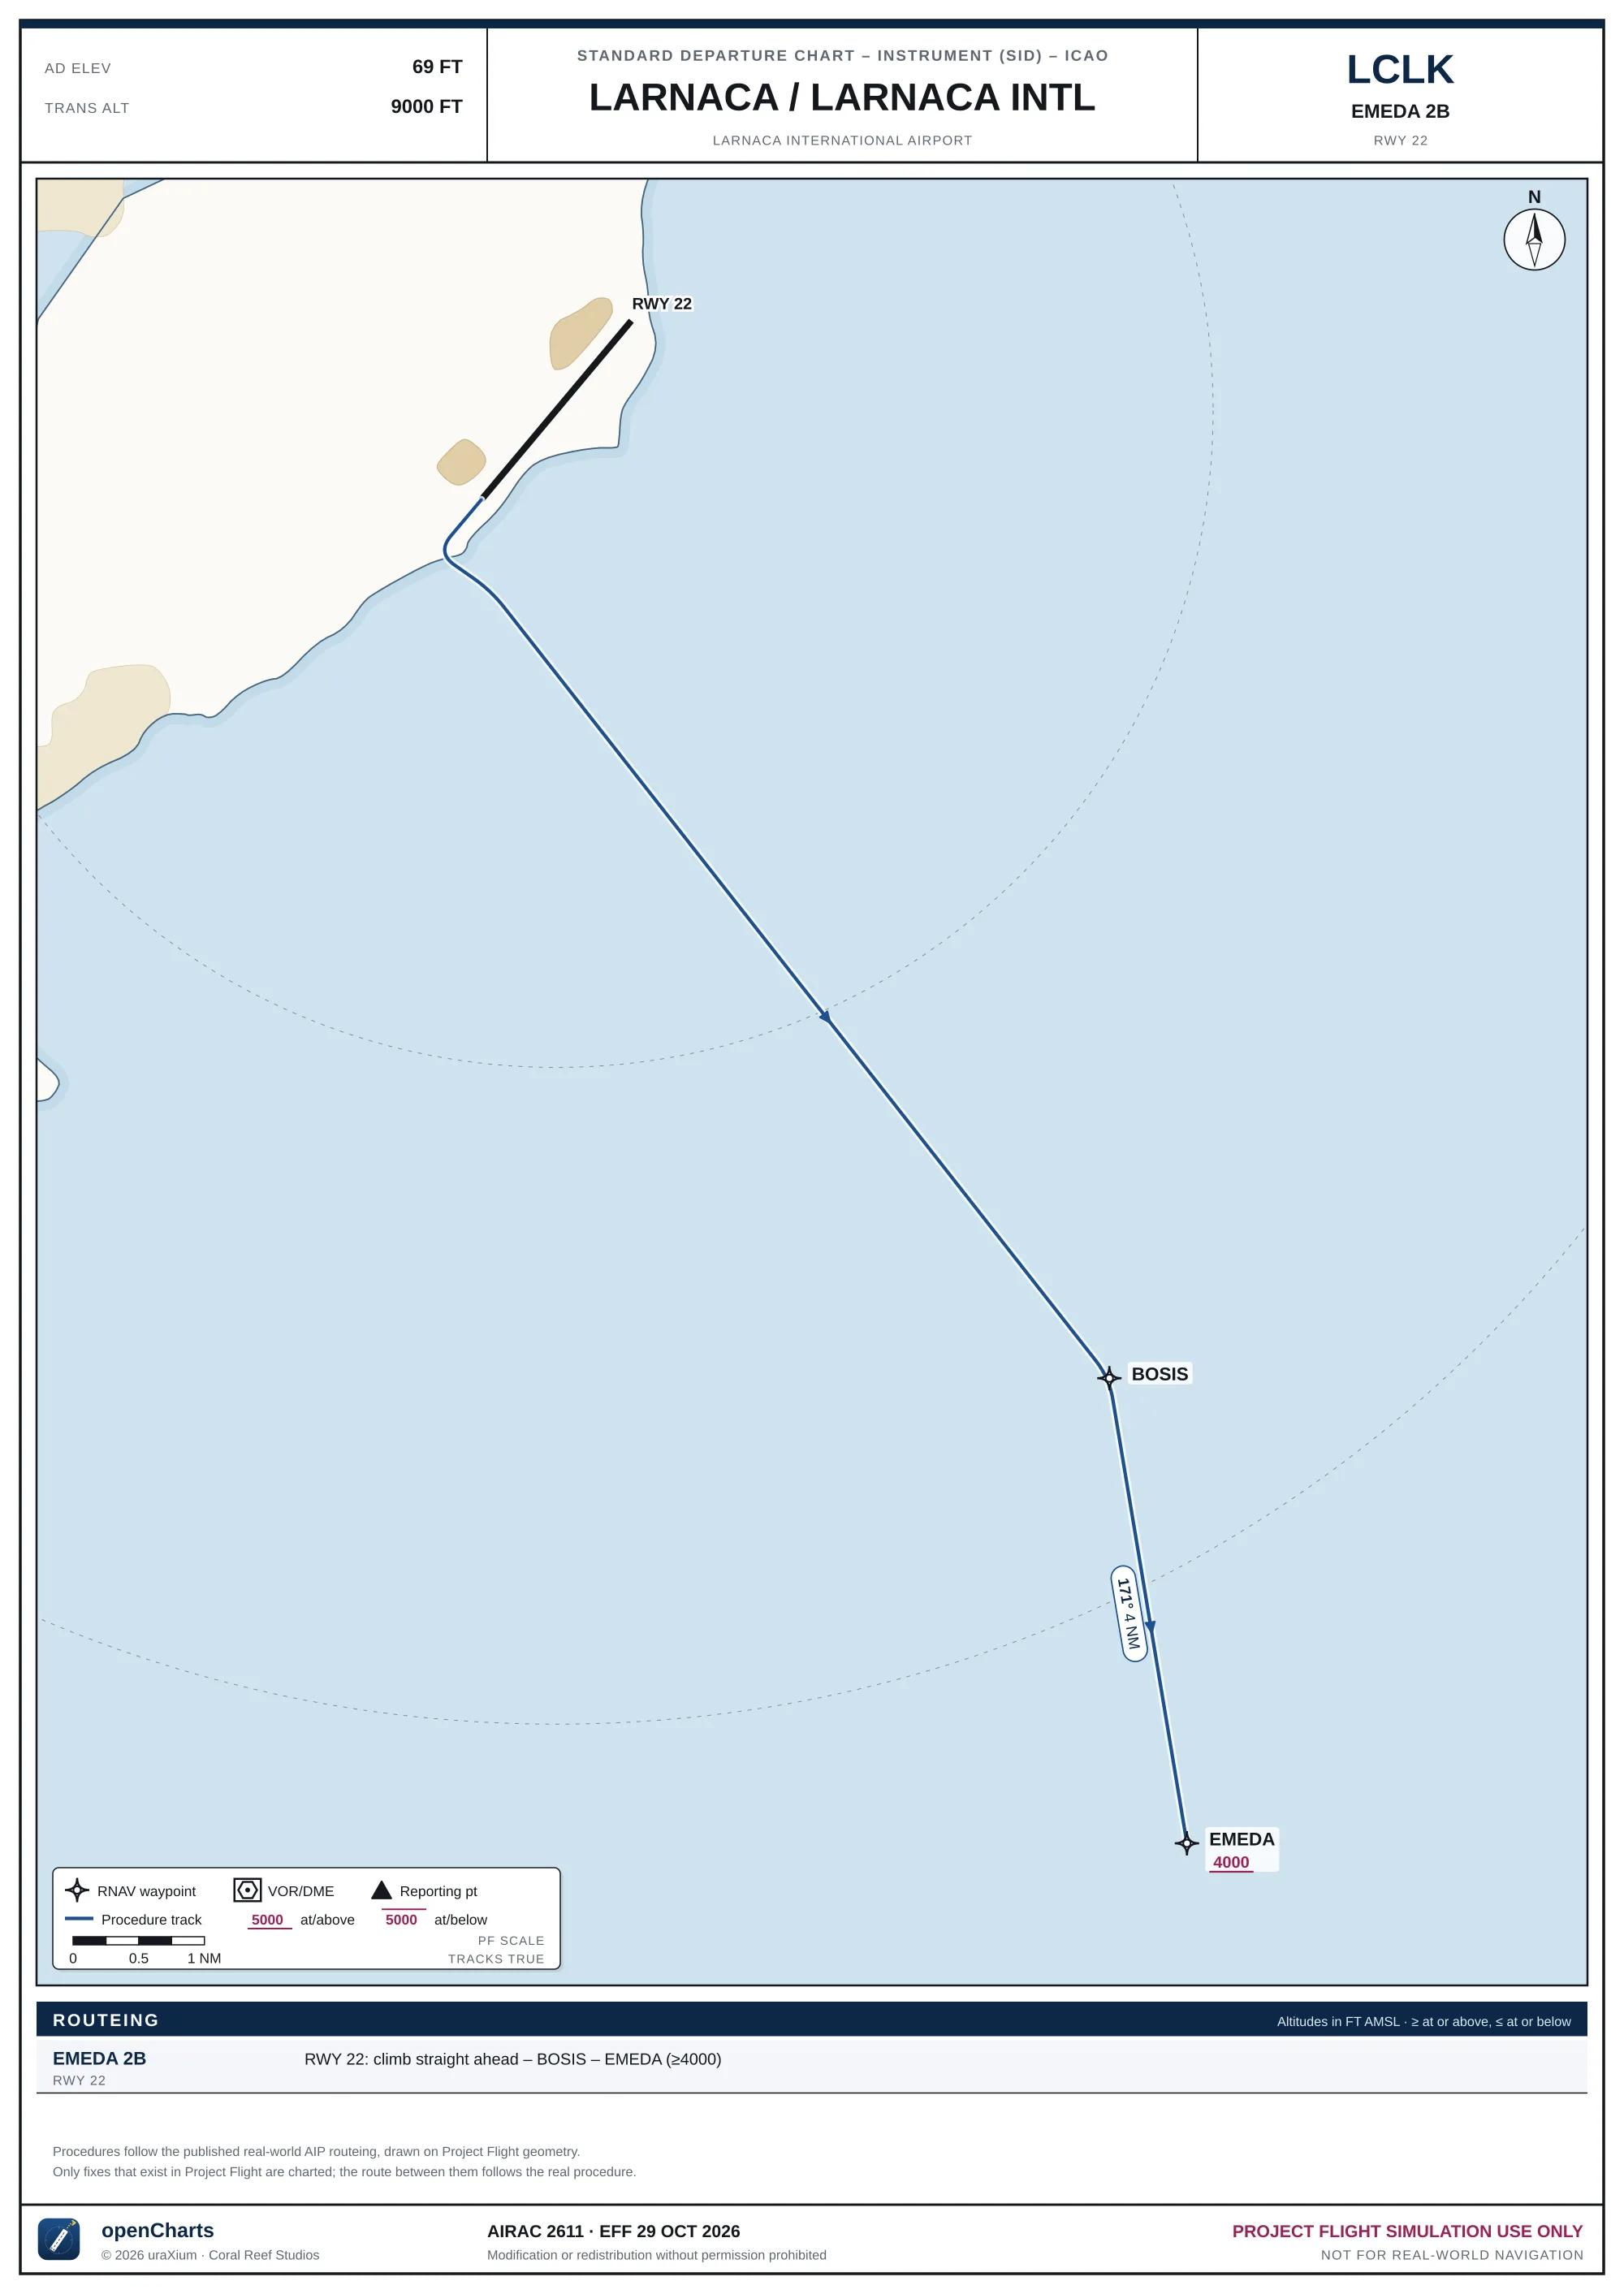 AD ELEV 69 FT
TRANS ALT 9000 FT
STANDARD DEPARTURE CHART – INSTRUMENT (SID) – ICAO
LARNACA / LARNACA INTL
LARNACA INTERNATIONAL AIRPORT
LCLK
EMEDA 2B
RWY 22
N
RWY 22
BOSIS
171° 4 NM
EMEDA
4000
RNAV waypoint VOR/DME Reporting pt
Procedure track 5000 at/above 5000 at/below
PF SCALE
0 0.5 1 NM TRACKS TRUE
ROUTEING Altitudes in FT AMSL · ≥ at or above, ≤ at or below
EMEDA 2B RWY 22: climb straight ahead – BOSIS – EMEDA (≥4000)
RWY 22
Procedures follow the published real-world AIP routeing, drawn on Project Flight geometry.
Only fixes that exist in Project Flight are charted; the route between them follows the real procedure.
openCharts
© 2026 uraXium · Coral Reef Studios
AIRAC 2611 · EFF 29 OCT 2026
Modification or redistribution without permission prohibited
PROJECT FLIGHT SIMULATION USE ONLY
NOT FOR REAL-WORLD NAVIGATION